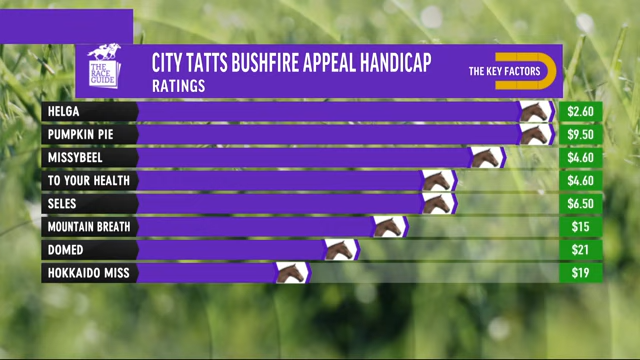 THE RACE GUIDE
CITY TATTS BUSHFIRE APPEAL HANDICAP
RATINGS
THE KEY FACTORS
HELGA $2.60
PUMPKIN PIE $9.50
MISSYBEEL $4.60
TO YOUR HEALTH $4.60
SELES $6.50
MOUNTAIN BREATH $15
DOMED $21
HOKKAIDO MISS $19